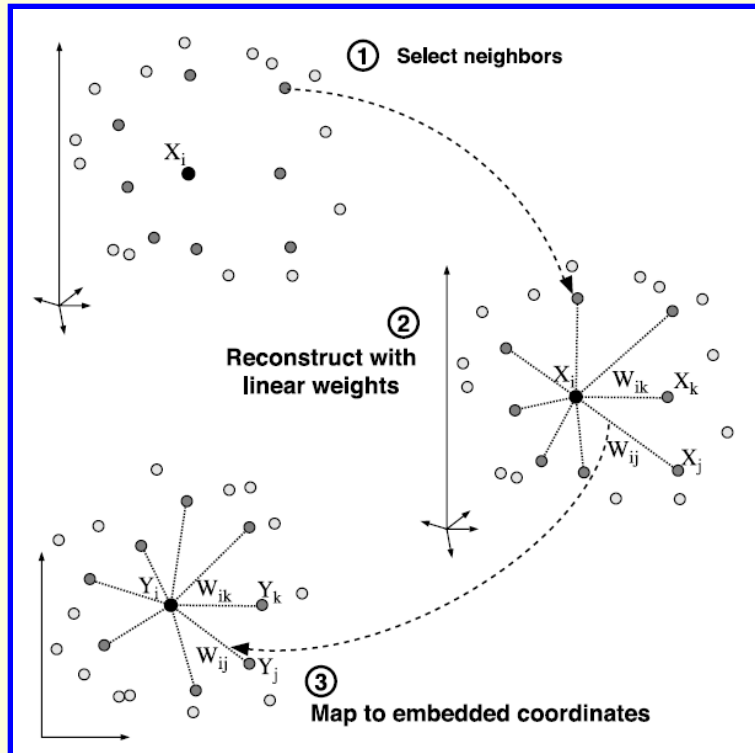 ① Select neighbors
X_i
②
Reconstruct with
linear weights
X_i
W_ik
X_k
W_ij
X_j
Y_i
W_ik
Y_k
W_ij
Y_j
③
Map to embedded coordinates